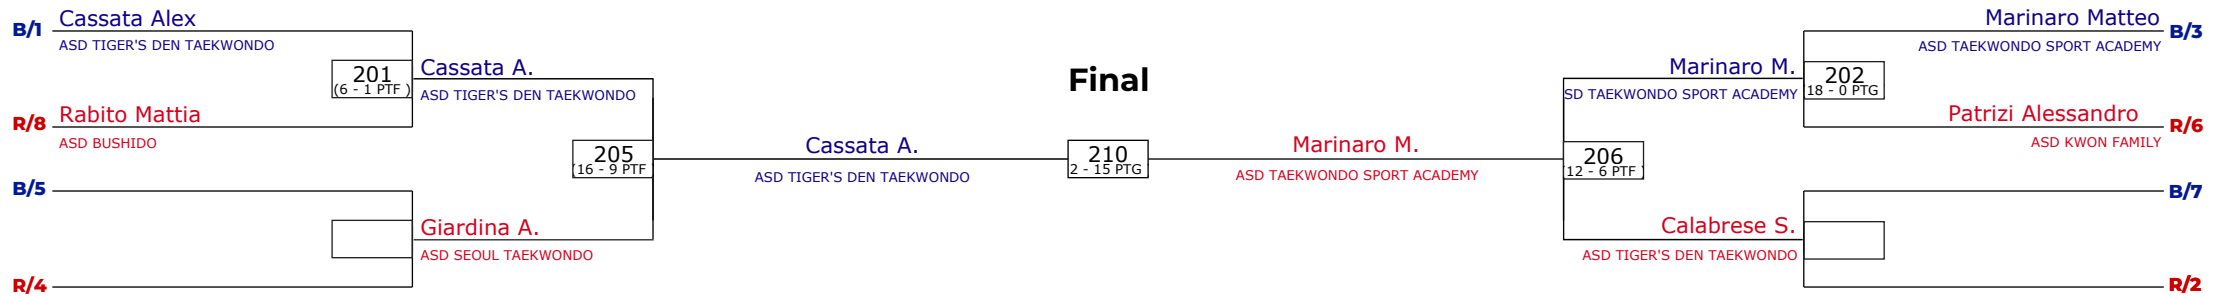 B/1
Cassata Alex
ASD TIGER'S DEN TAEKWONDO
201
(6 - 1 PTF )
Cassata A.
ASD TIGER'S DEN TAEKWONDO
R/8
Rabito Mattia
ASD BUSHIDO
205
(16 - 9 PTF )
B/5
Giardina A.
ASD SEOUL TAEKWONDO
R/4
Final
Cassata A.
ASD TIGER'S DEN TAEKWONDO
210
2 - 15 PTG
Marinaro M.
ASD TAEKWONDO SPORT ACADEMY
Marinaro Matteo
B/3
ASD TAEKWONDO SPORT ACADEMY
Marinaro M.
SD TAEKWONDO SPORT ACADEMY
202
18 - 0 PTG
Patrizi Alessandro
R/6
ASD KWON FAMILY
206
12 - 6 PTF )
B/7
Calabrese S.
ASD TIGER'S DEN TAEKWONDO
R/2